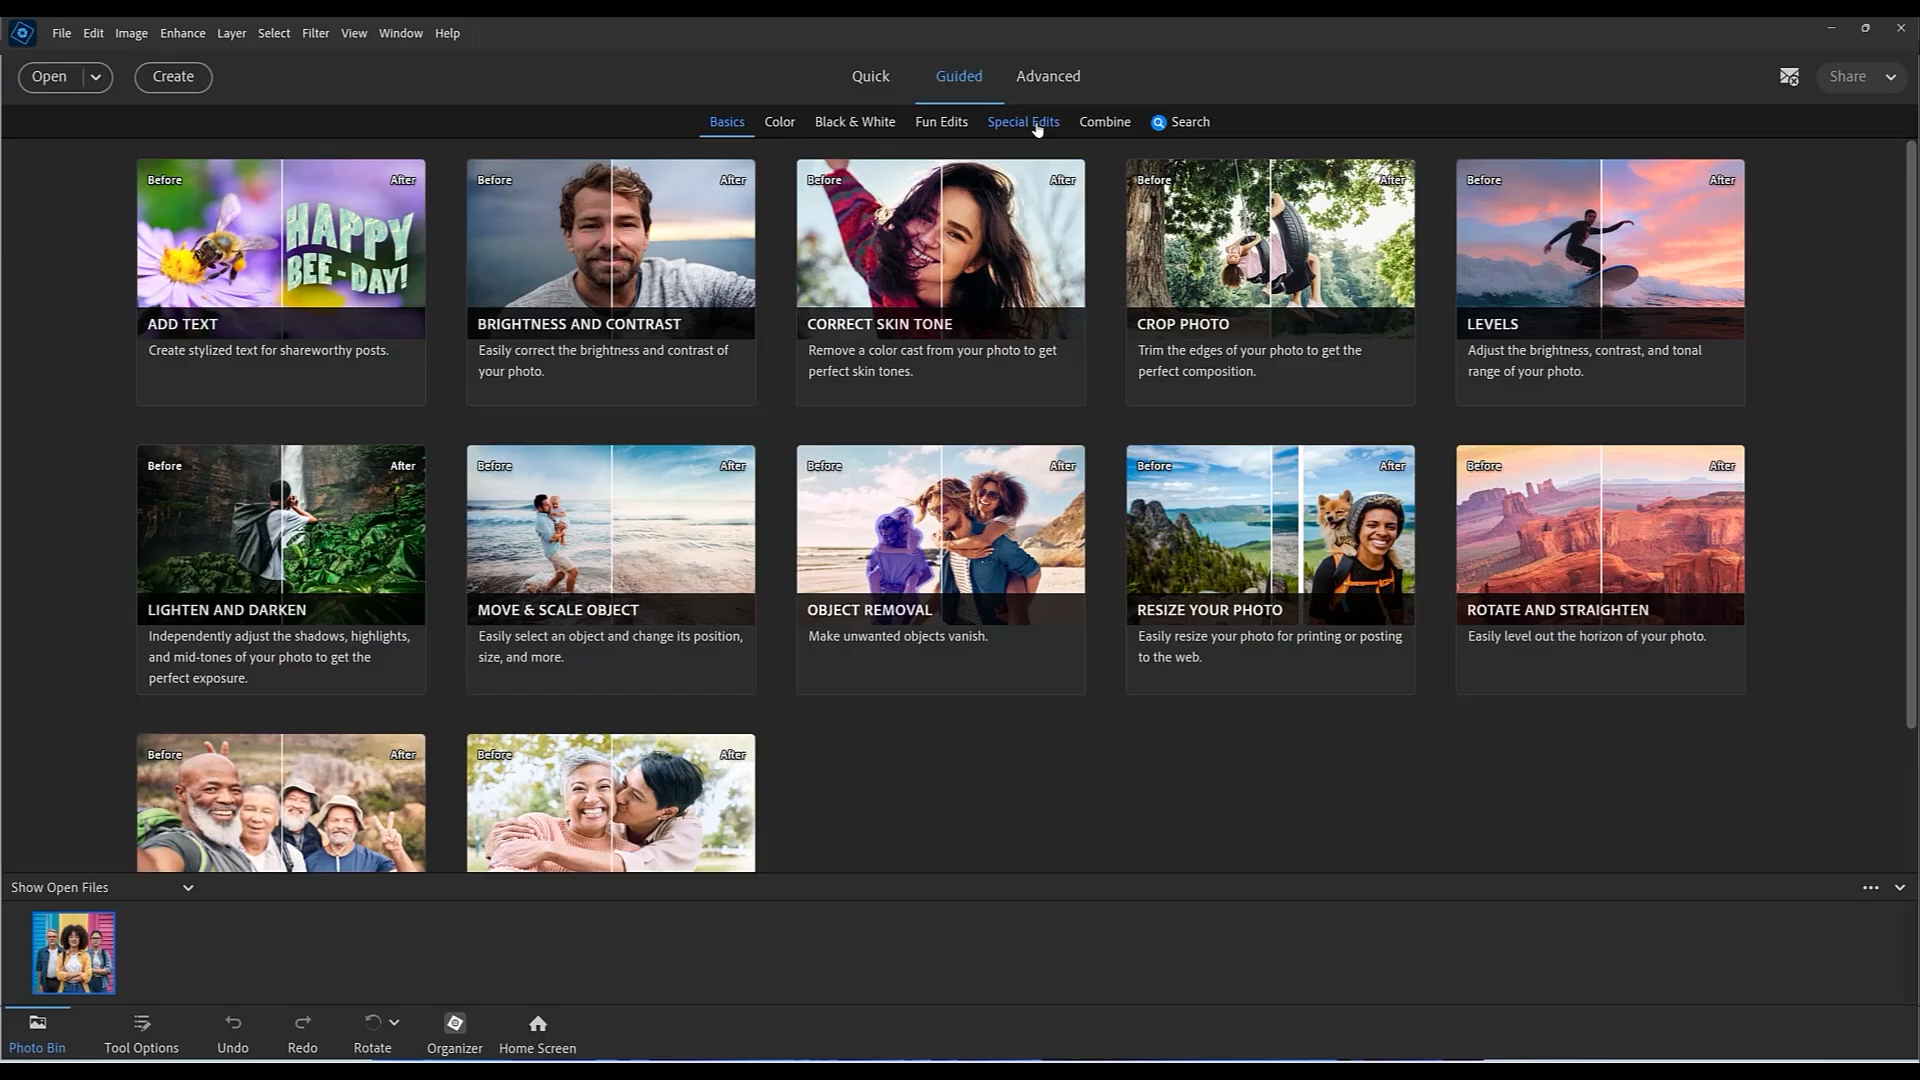 File Edit Image Enhance Layer Select Filter View Window Help
Open Create Quick Guided Advanced Share
Basics Color Black & White Fun Edits Special Edits Combine Search
Before After Before After Before After Before After Before After
HAPPY
BEE-DAY!
ADD TEXT
Create stylized text for shareworthy posts.
BRIGHTNESS AND CONTRAST
Easily correct the brightness and contrast of
your photo.
CORRECT SKIN TONE
Remove a color cast from your photo to get
perfect skin tones.
CROP PHOTO
Trim the edges of your photo to get the
perfect composition.
LEVELS
Adjust the brightness, contrast, and tonal
range of your photo.
Before After Before After Before After Before After Before After
LIGHTEN AND DARKEN
Independently adjust the shadows, highlights,
and mid-tones of your photo to get the
perfect exposure.
MOVE & SCALE OBJECT
Easily select an object and change its position,
size, and more.
OBJECT REMOVAL
Make unwanted objects vanish.
RESIZE YOUR PHOTO
Easily resize your photo for printing or posting
to the web.
ROTATE AND STRAIGHTEN
Easily level out the horizon of your photo.
Before After Before After
Show Open Files
Photo Bin Tool Options Undo Redo Rotate Organizer Home Screen